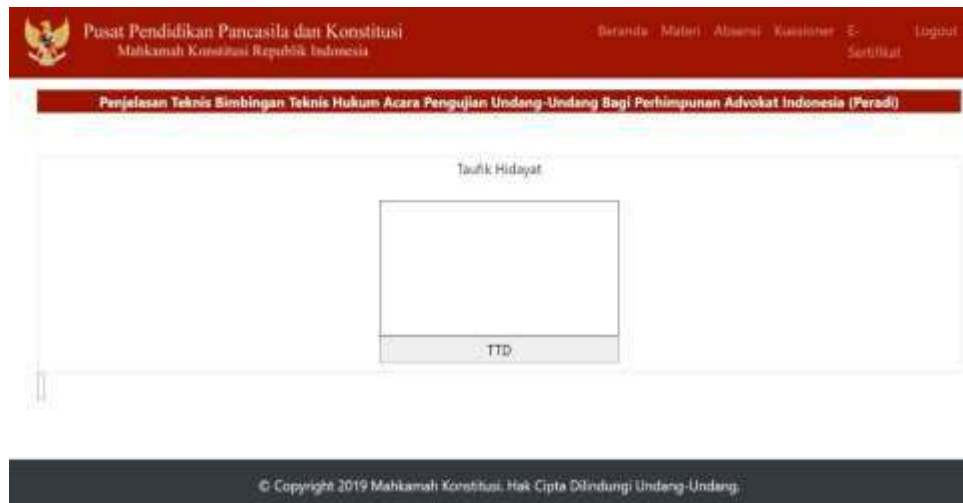 Pusat Pendidikan Pancasila dan Konstitusi
Mahkamah Konstitusi Republik Indonesia
Beranda Materi Absensi Kuesioner E-Sertifikat Logout
Penjelasan Teknis Bimbingan Teknis Hukum Acara Pengujian Undang-Undang Bagi Perhimpunan Advokat Indonesia (Peradi)
Taufik Hidayat
TTD
© Copyright 2019 Mahkamah Konstitusi. Hak Cipta Dilindungi Undang-Undang.